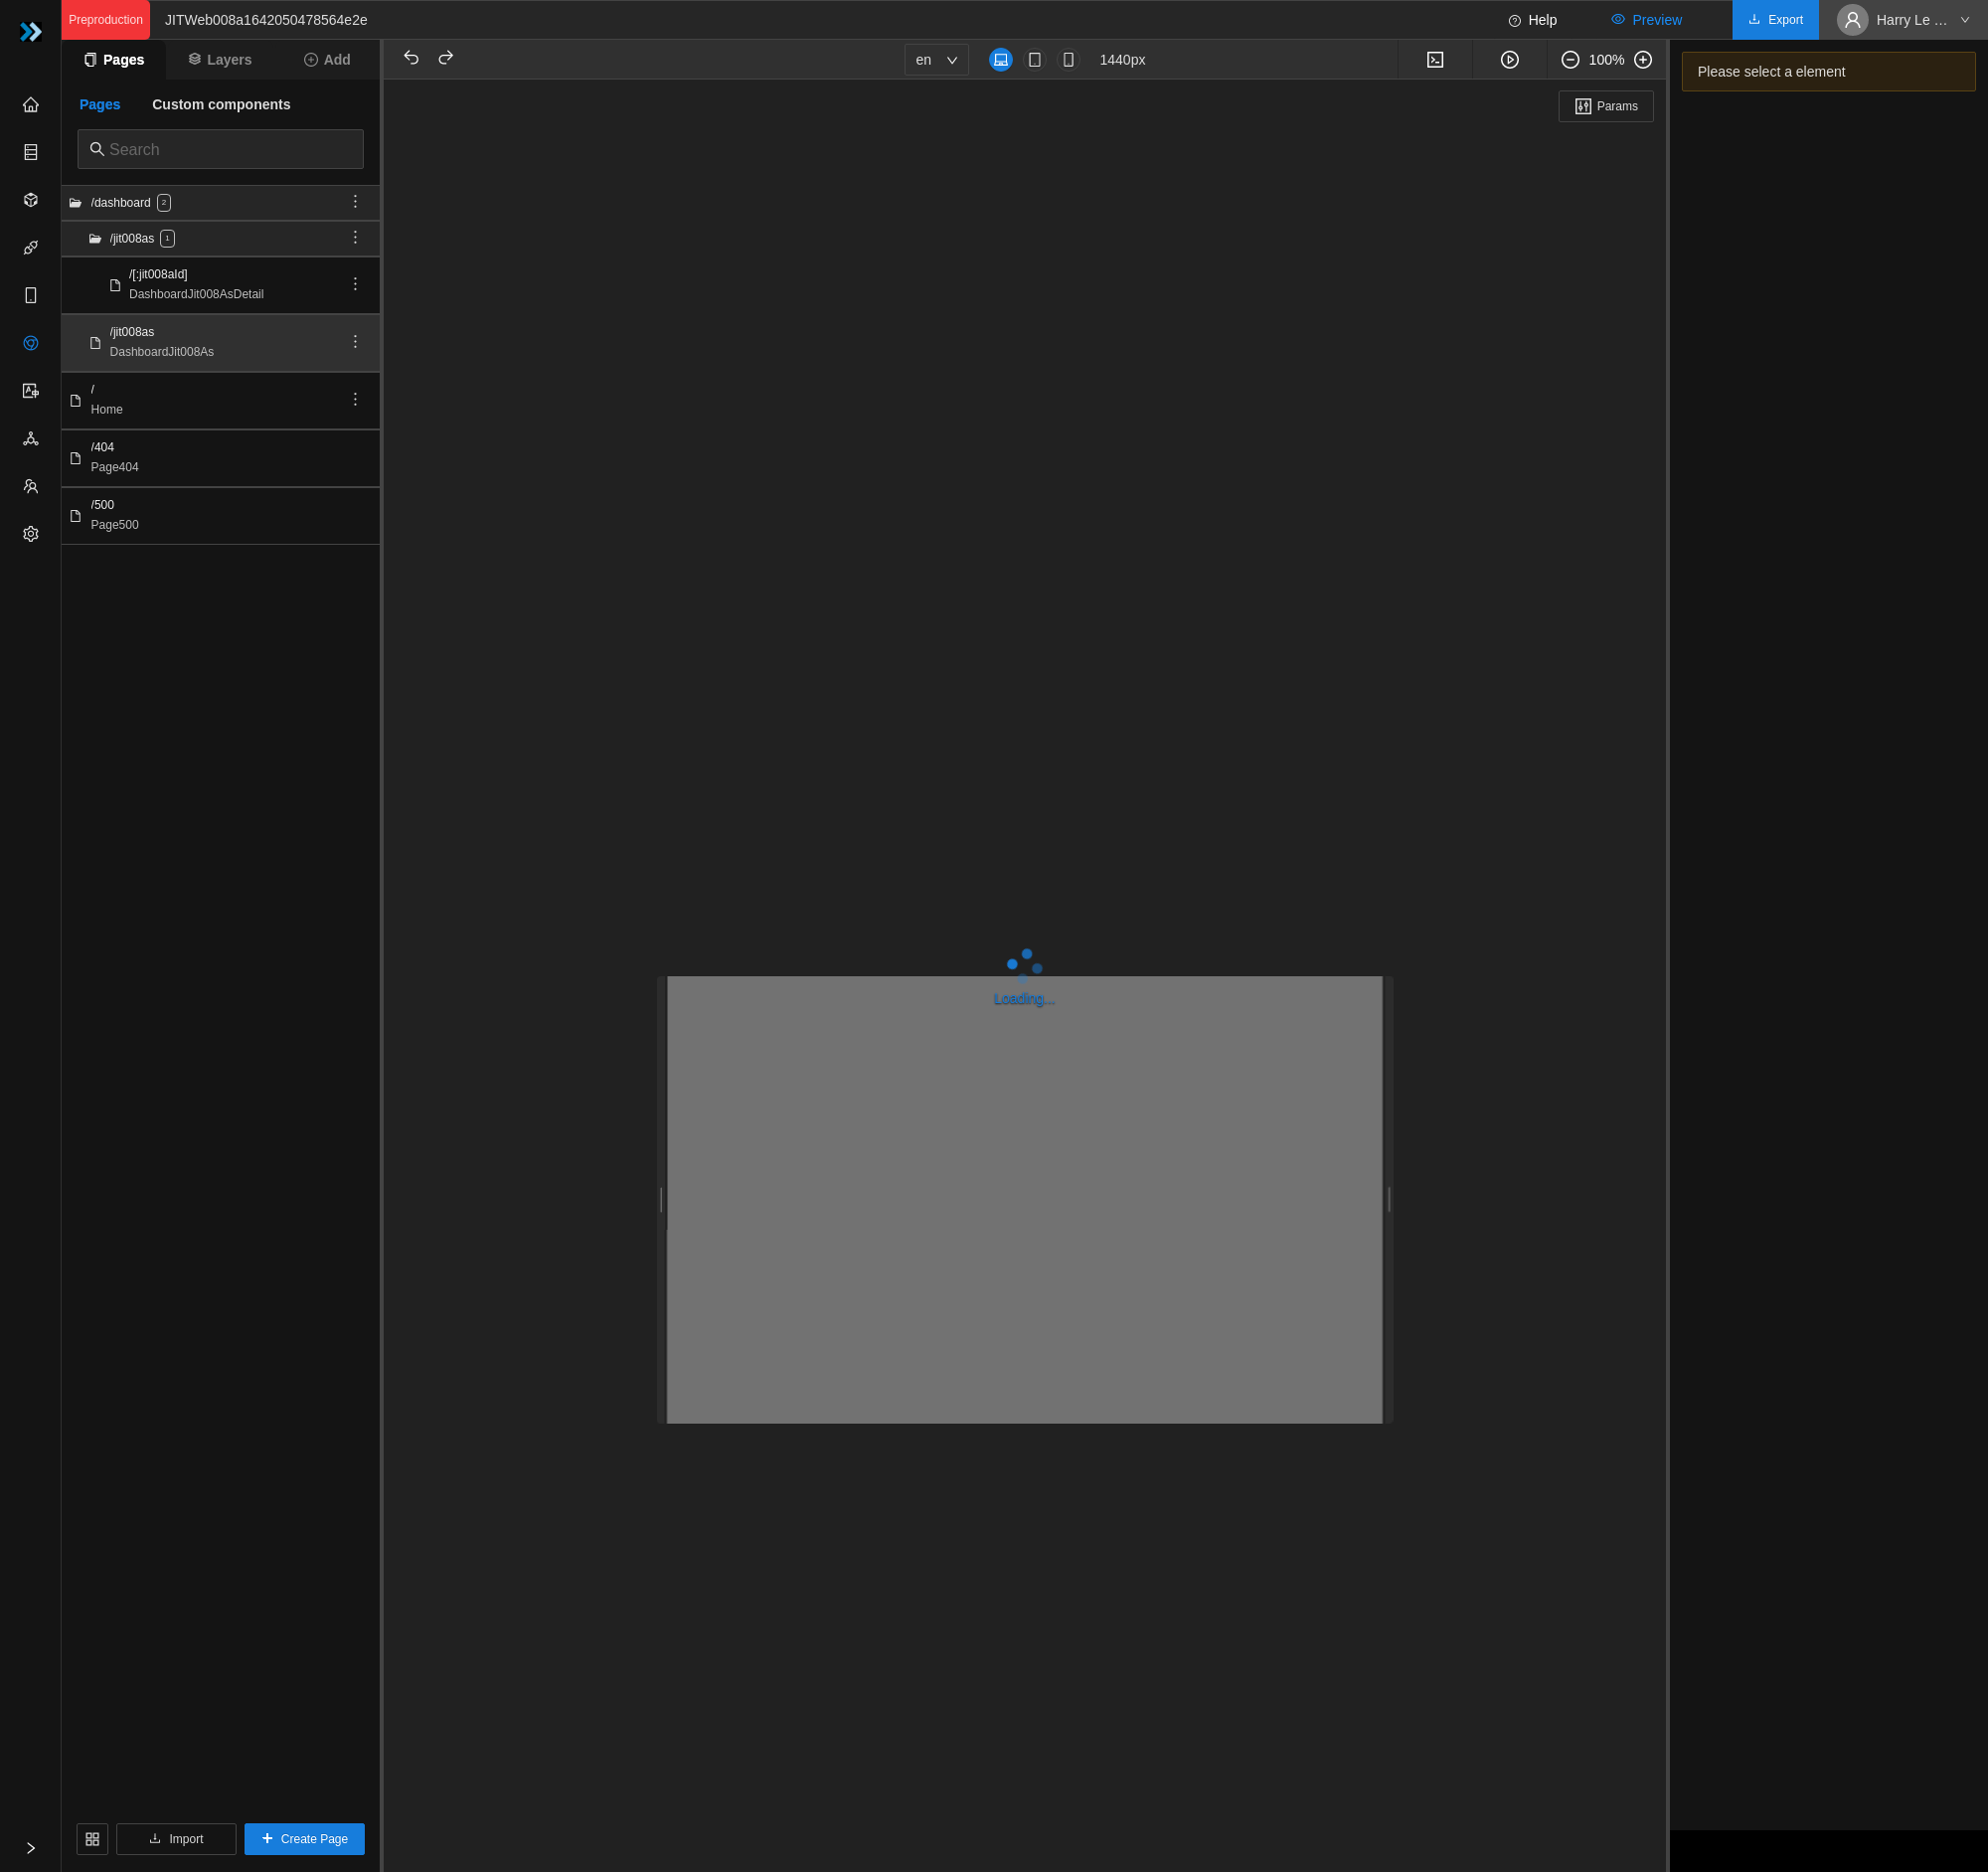 Preproduction
JITWeb008a1642050478564e2e
Help
Preview
Export
Harry Le ...
Pages
Layers
Add
en
1440px
100%
Please select a element
Pages
Custom components
Params
Search
/dashboard 2
/jit008as 1
/[:jit008aId]
DashboardJit008AsDetail
/jit008as
DashboardJit008As
/
Home
/404
Page404
/500
Page500
Loading...
Import
Create Page